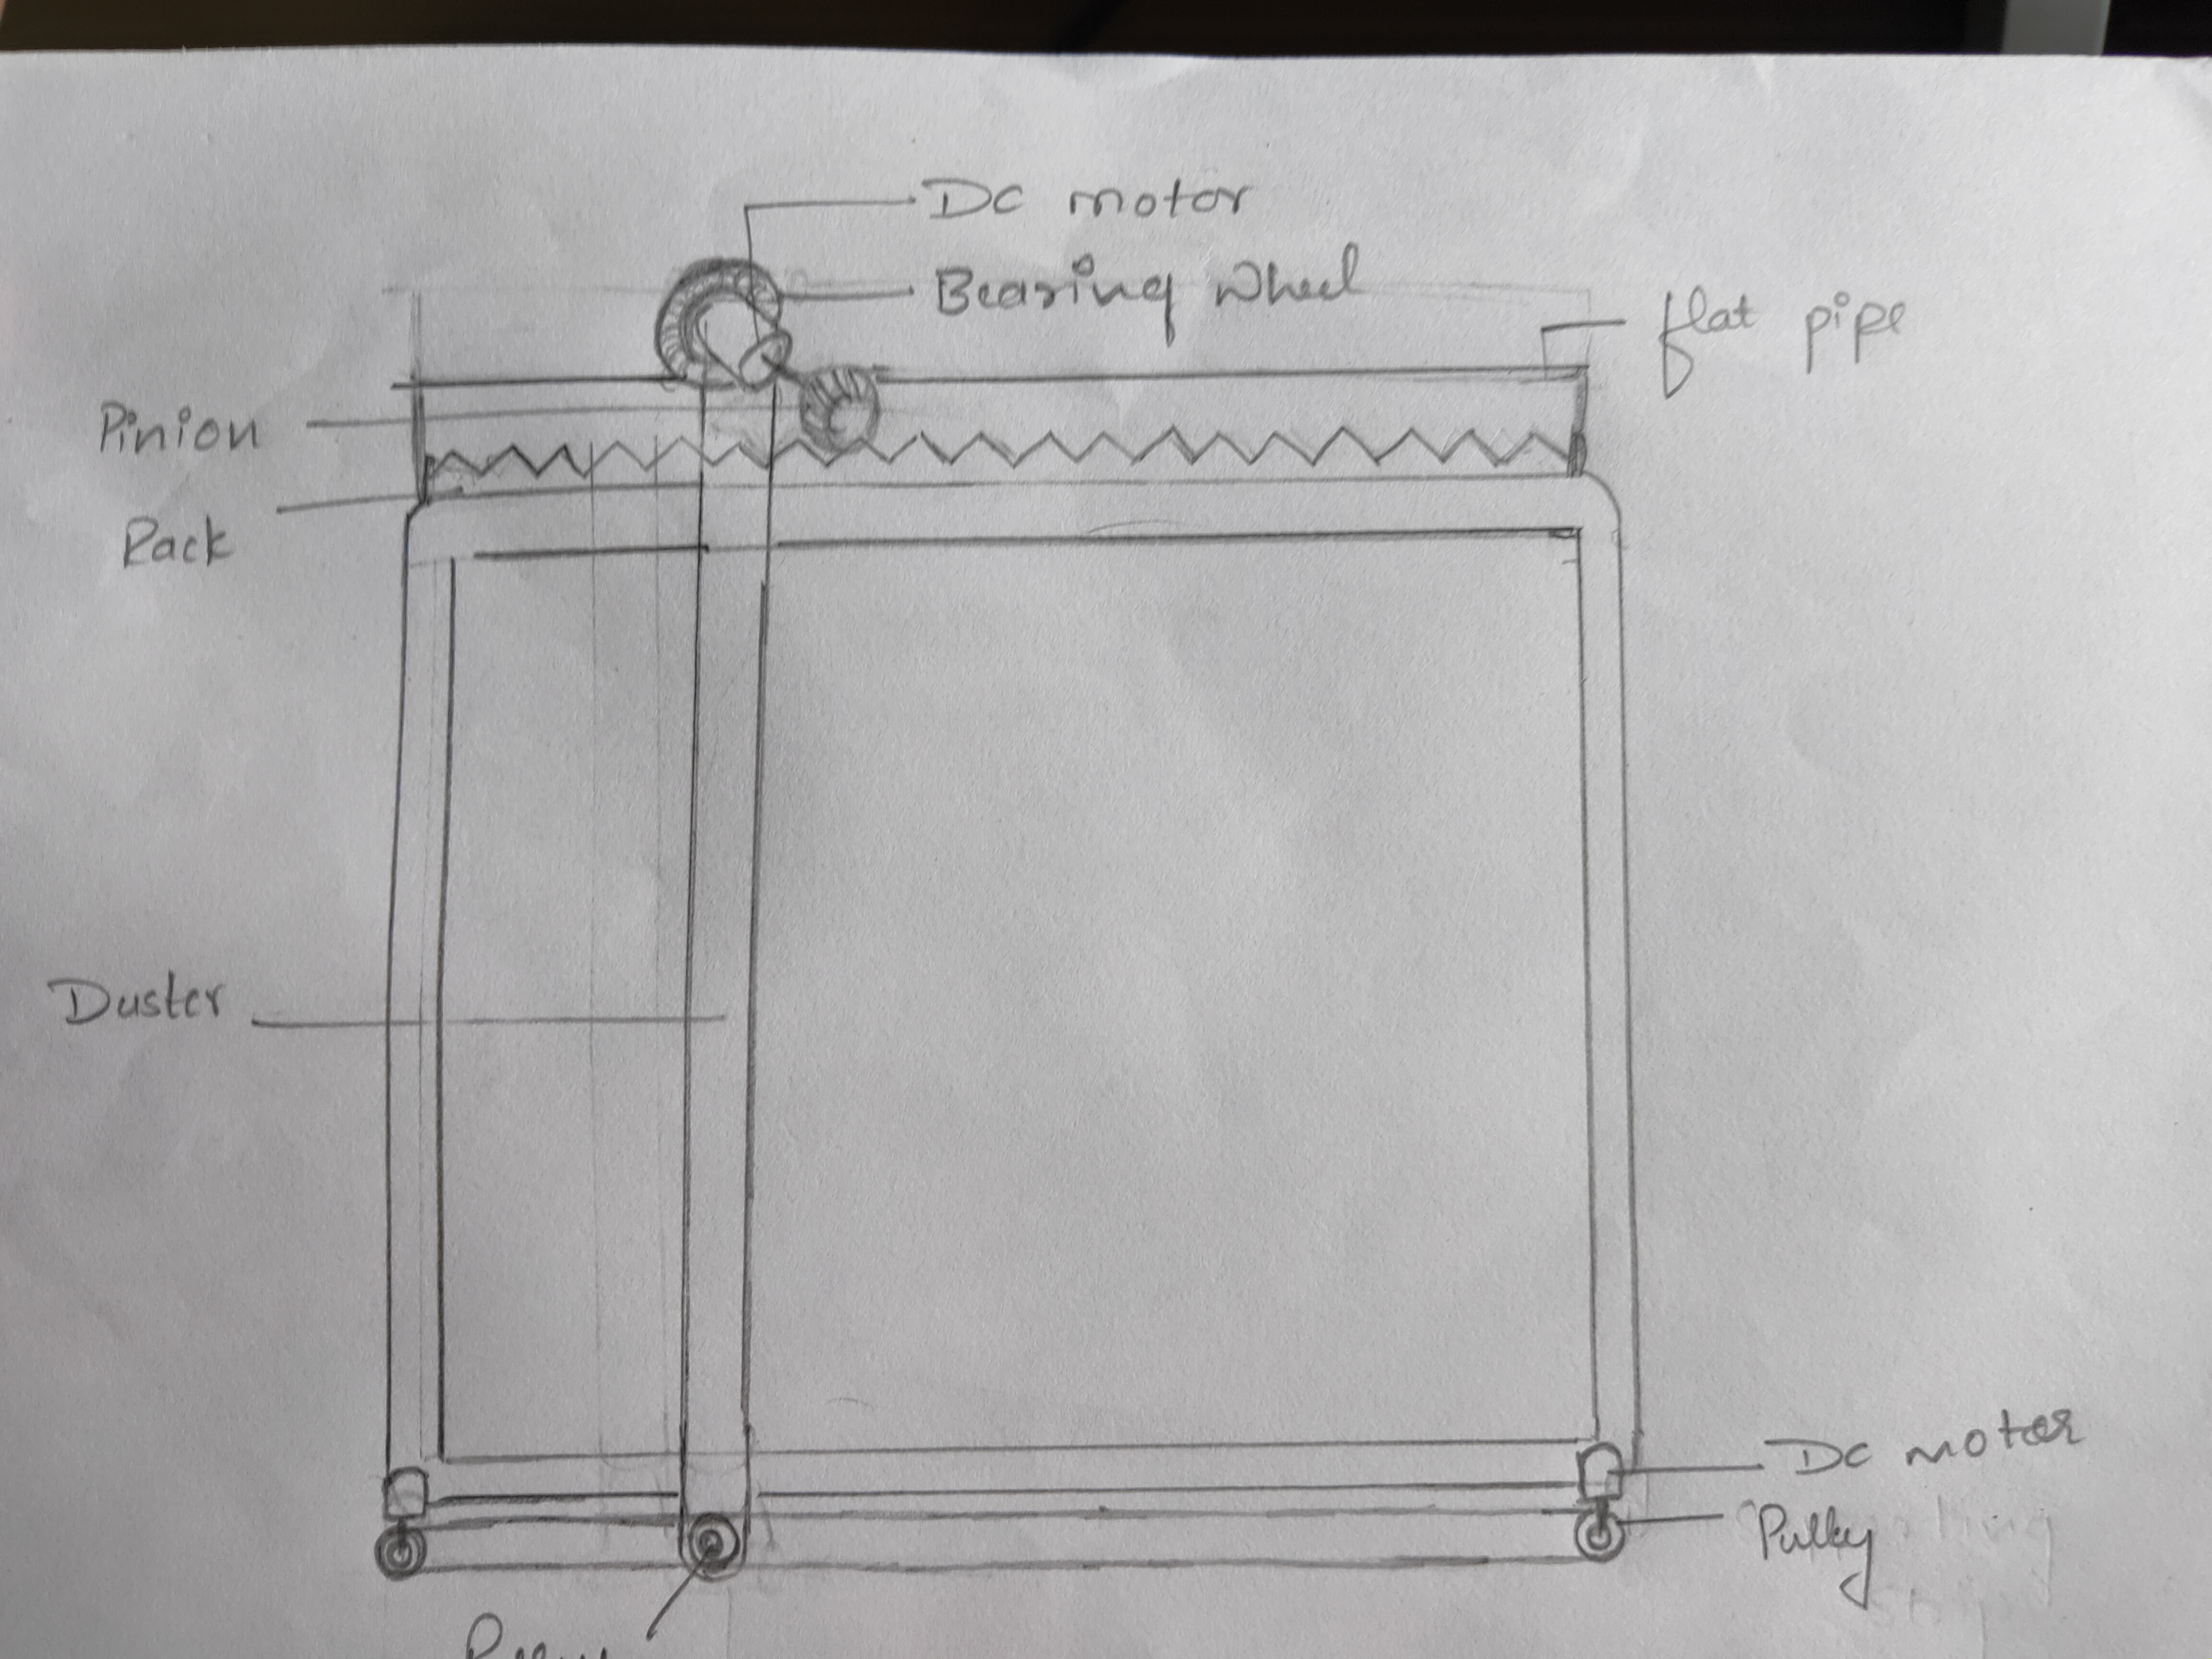 DC motor
Bearing wheel
flat pipe
Pinion
Rack
Duster
DC motor
Pulley